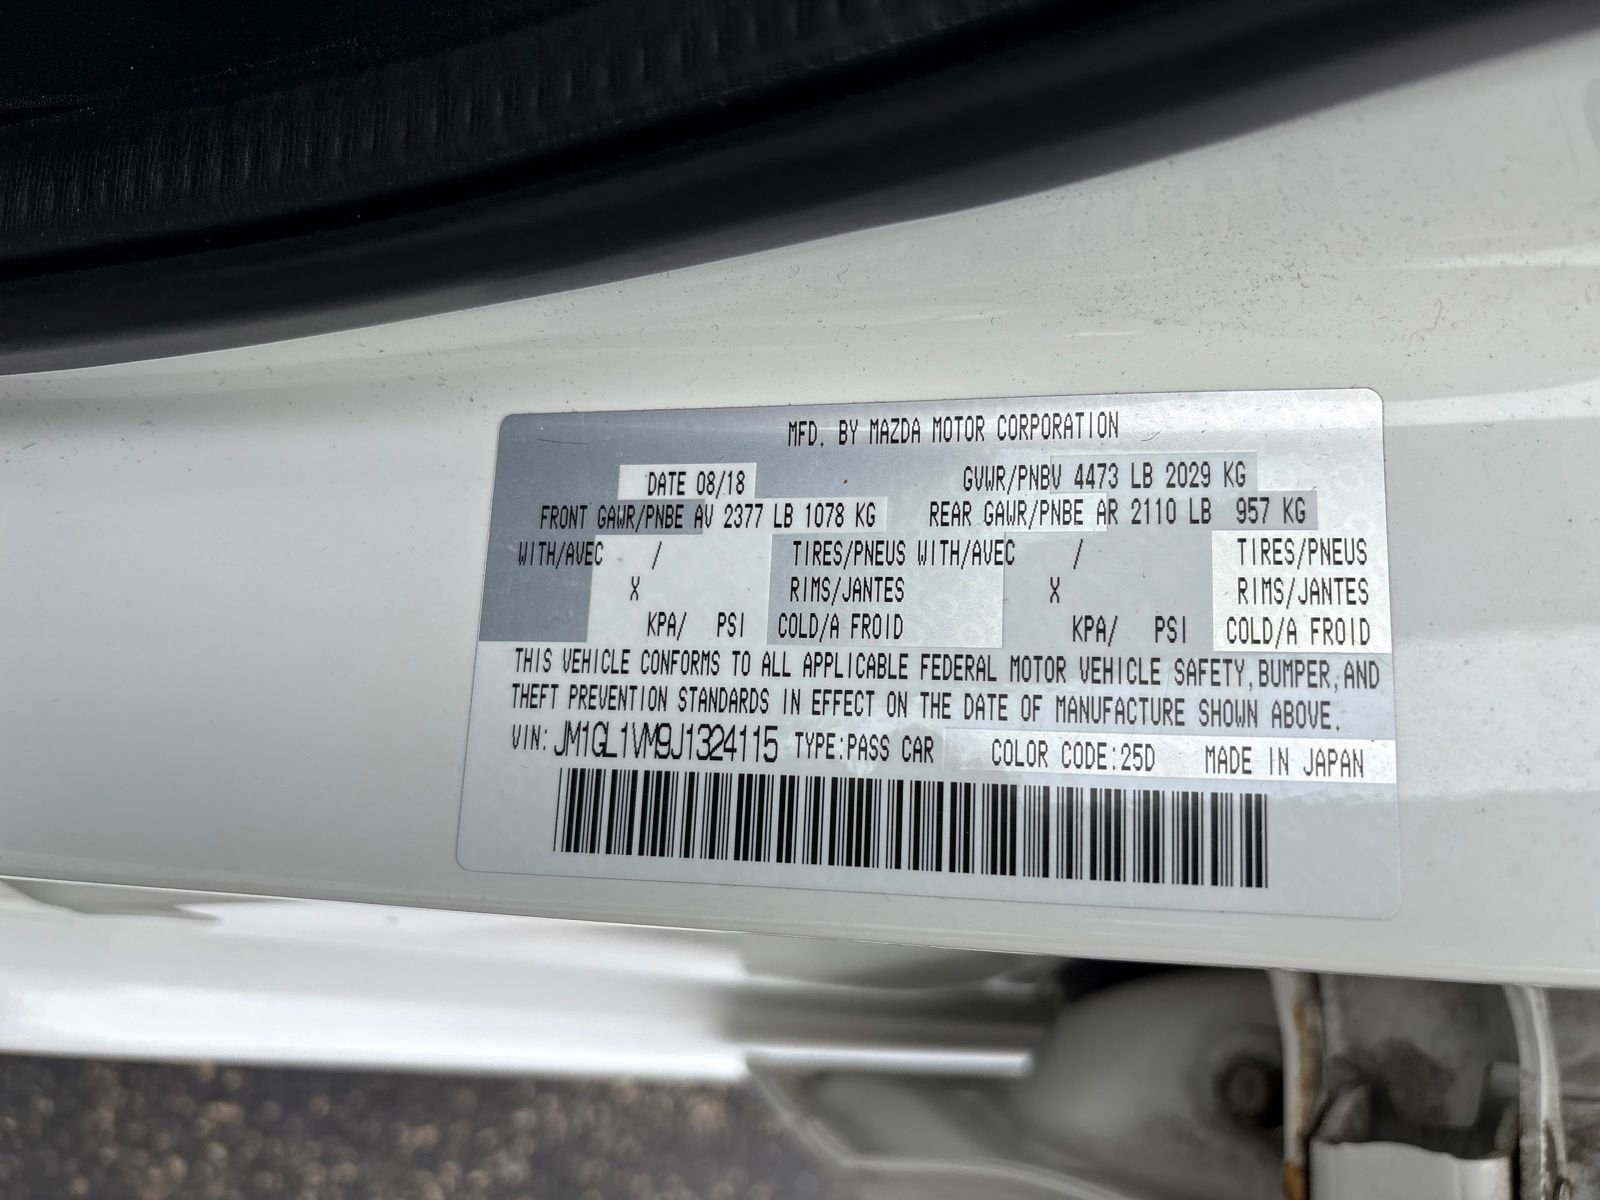 MFD. BY MAZDA MOTOR CORPORATION
DATE 08/18 GVWR/PNBV 4473 LB 2029 KG
FRONT GAWR/PNBE AV 2377 LB 1078 KG REAR GAWR/PNBE AR 2110 LB 957 KG
WITH/AVEC / TIRES/PNEUS WITH/AVEC / TIRES/PNEUS
X RIMS/JANTES X RIMS/JANTES
KPA/ PSI COLD/A FROID KPA/ PSI COLD/A FROID
THIS VEHICLE CONFORMS TO ALL APPLICABLE FEDERAL MOTOR VEHICLE SAFETY, BUMPER, AND
THEFT PREVENTION STANDARDS IN EFFECT ON THE DATE OF MANUFACTURE SHOWN ABOVE.
VIN: JM1GL1VM9J1324115 TYPE:PASS CAR COLOR CODE:25D MADE IN JAPAN